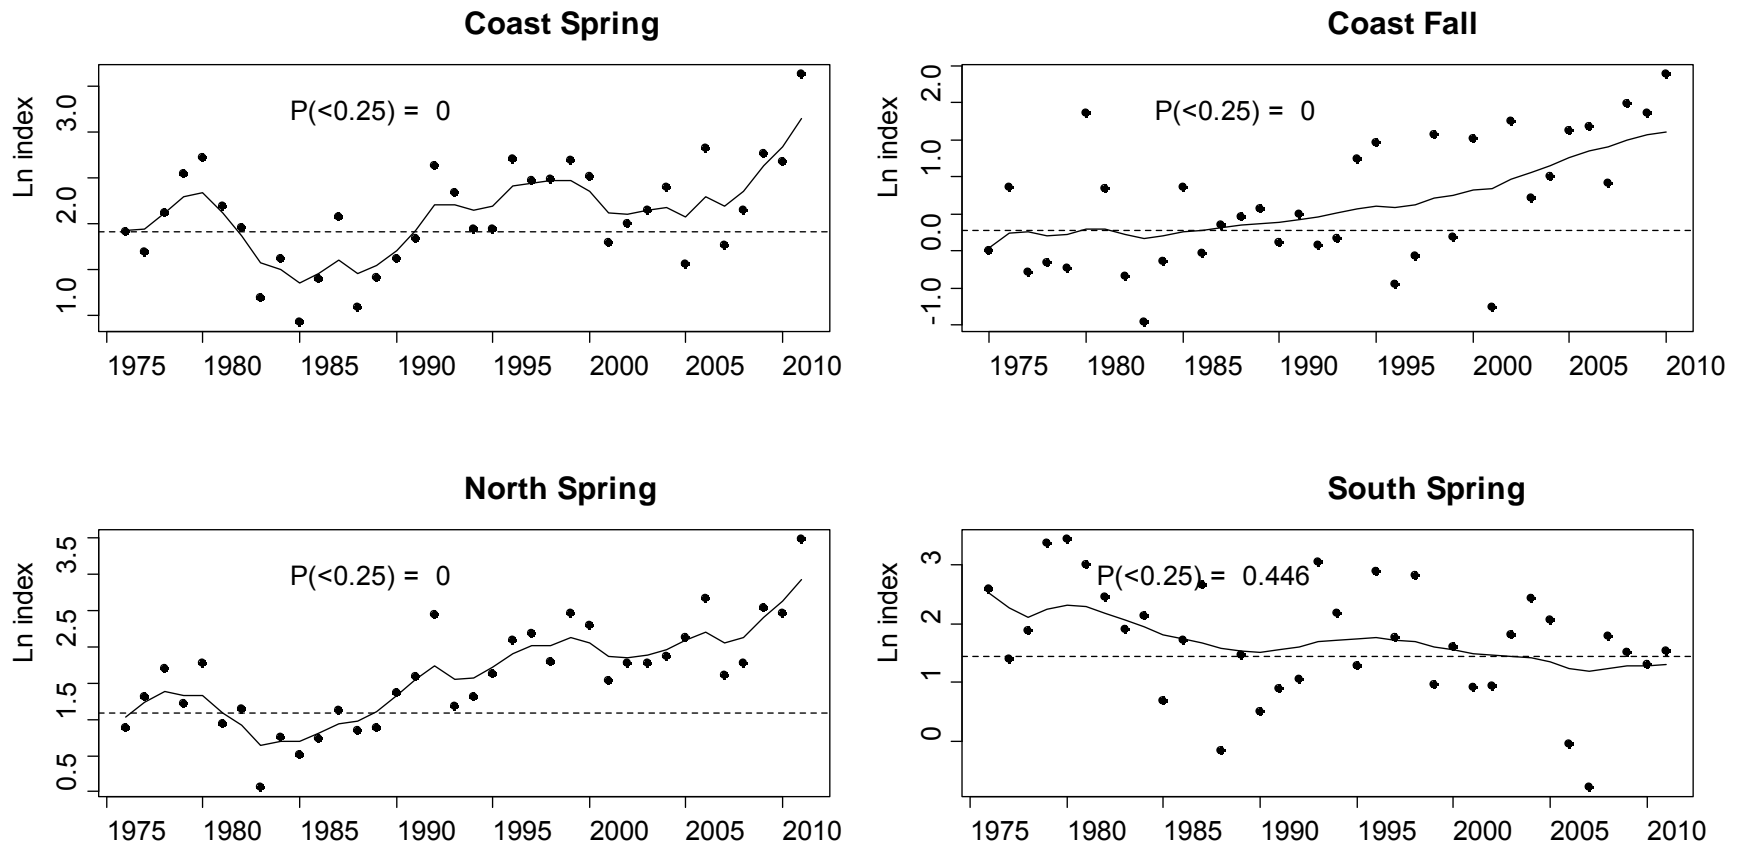 Coast Spring
Ln index
1.0 2.0 3.0
P(<0.25) = 0
1975 1980 1985 1990 1995 2000 2005 2010
Coast Fall
Ln index
-1.0 0.0 1.0 2.0
P(<0.25) = 0
1975 1980 1985 1990 1995 2000 2005 2010
North Spring
Ln index
0.5 1.5 2.5 3.5
P(<0.25) = 0
1975 1980 1985 1990 1995 2000 2005 2010
South Spring
Ln index
0 1 2 3
P(<0.25) = 0.446
1975 1980 1985 1990 1995 2000 2005 2010